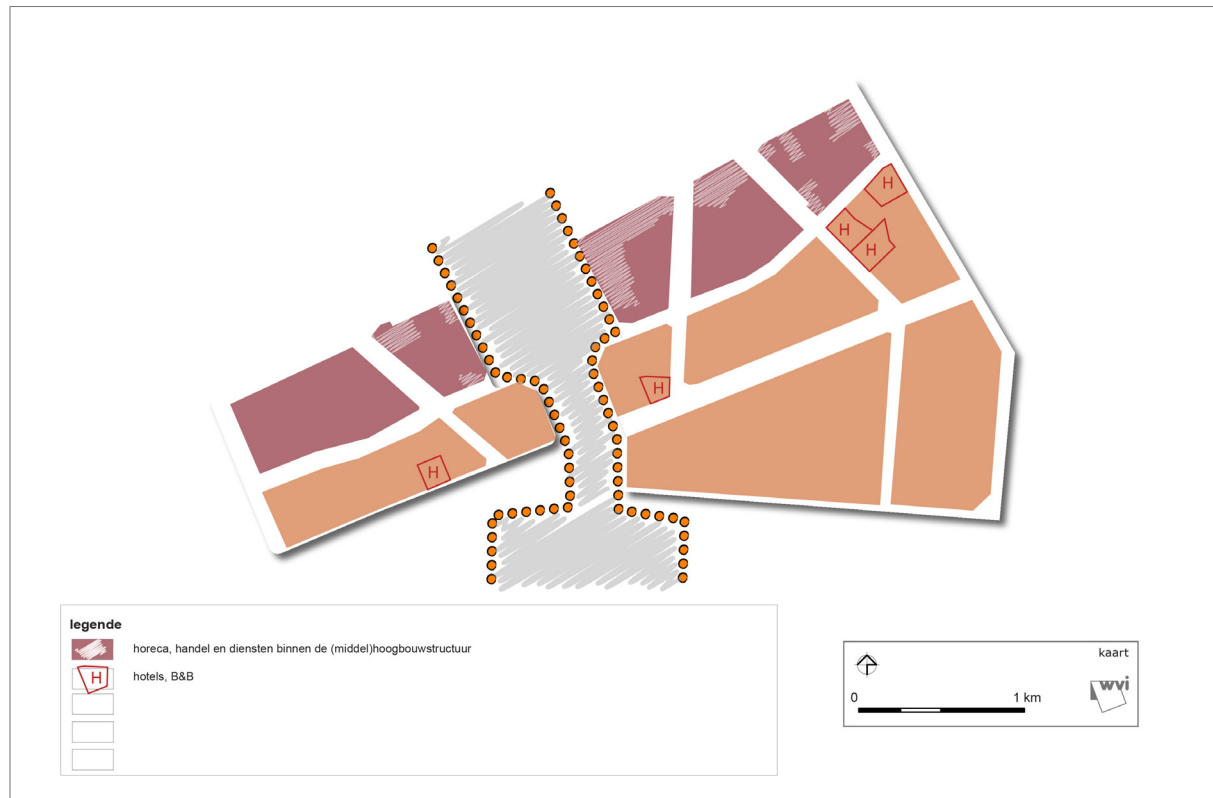 H
H
H
H
H
legende
horeca, handel en diensten binnen de (middel)hoogbouwstructuur
H
hotels, B&B
kaart
0 1 km
wvi